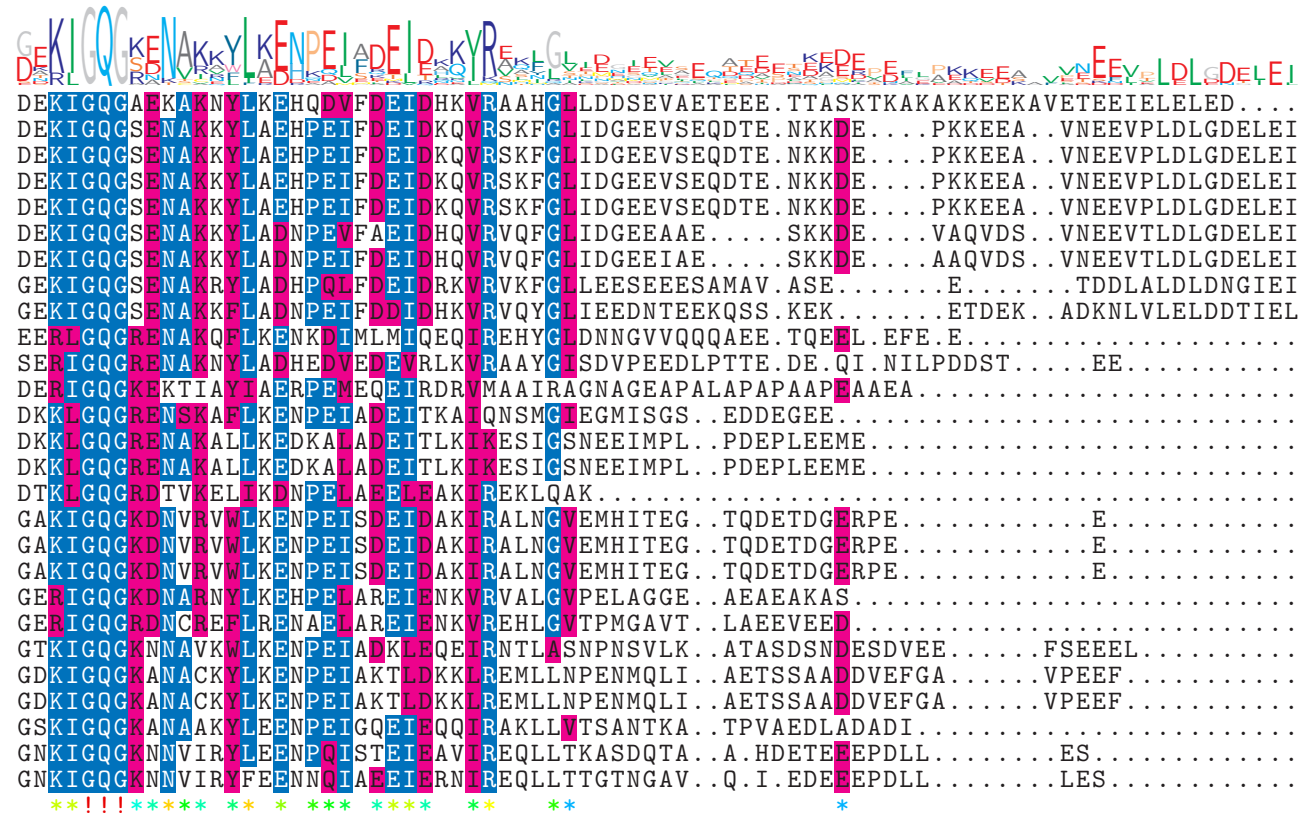 GEKIGQGKENAKKYLKENPEIADEIDKKYR
DEKIGQGAEKAKNYLKEHQDVFDEIDHKVRAAHGLLDDSEVAETEEE.TTASKTKAKAKKEEKAVETEEIELELED....
DEKIGQGSENAKKYLAEHPEIFDEIDKQVRSKFGLIDGEEVSEQDTE.NKKDE....PKKEEA..VNEEVPLDLGDELEI
DEKIGQGSENAKKYLAEHPEIFDEIDKQVRSKFGLIDGEEVSEQDTE.NKKDE....PKKEEA..VNEEVPLDLGDELEI
DEKIGQGSENAKKYLAEHPEIFDEIDKQVRSKFGLIDGEEVSEQDTE.NKKDE....PKKEEA..VNEEVPLDLGDELEI
DEKIGQGSENAKKYLAEHPEIFDEIDKQVRSKFGLIDGEEVSEQDTE.NKKDE....PKKEEA..VNEEVPLDLGDELEI
DEKIGQGSENAKKYLADNPEVFAEIDHQVRVQFGLIDGEEAAE.....SKKDE....VAQVDS..VNEEVTLDLGDELEI
DEKIGQGSENAKKYLADNPEIFDEIDHQVRVQFGLIDGEEIAE.....SKKDE....AAQVDS..VNEEVTLDLGDELEI
GEKIGQGSENAKRYLADHPQLFDEIDRKVRVKFGLLEESEEESAMAV.ASE.......E.......TDDLALDLDNGIEI
GEKIGQGSENAKKFLADNPEIFDDIDHKVRVQYGLIEEDNTEEKQSS.KEK.......ETDEK..ADKNLVLELDDTIEL
EERLGQGRENAKQFLKENKDIMLMIQEQIREHYGLDNNGVVQQQAEE.TQEEL.EFE.E.....................
SERIGQGRENAKNYLADHEDVEDEVRLKVRAAYGISDVPEEDLPTTE.DE.QI.NILPDDST.....EE...........
DERIGQGKEKTIAYIAERPEMEQEIRDRVMAAIRAGNAGEAPALAPAPAAPEAAEA........................
DKKLGQGRENSKAFLKENPEIADEITKAIQNSMGIEGMISGS..EDDEGEE.............................
DKKLGQGRENAKALLKEDKALADEITLKIKESIGSNEEIMPL..PDEPLEEME...........................
DKKLGQGRENAKALLKEDKALADEITLKIKESIGSNEEIMPL..PDEPLEEME...........................
DTKLGQGRDTVKELIKDNPELAEELEAKIREKLQAK............................................
GAKIGQGKDNVRVWLKENPEISDEIDAKIRALNGVEMHITEG..TQDETDGERPE............E............
GAKIGQGKDNVRVWLKENPEISDEIDAKIRALNGVEMHITEG..TQDETDGERPE............E............
GAKIGQGKDNVRVWLKENPEISDEIDAKIRALNGVEMHITEG..TQDETDGERPE............E............
GERIGQGKDNARNYLKEHPELAREIENKVRVALGVPELAGGE..AEAEAKAS............................
GERIGQGRDNCREFLRENAELAREIENKVREHLGVTPMGAVT..LAEEVEED............................
GTKIGQGKNNAVKWLKENPEIADKLEQEIRNTLASNPNSVLK..ATASDSNDESDVEE......FSEEEL..........
GDKIGQGKANACKYLKENPEIAKTLDKKLREMLLNPENMQLI..AETSSAADDVEFGA......VPEEF...........
GDKIGQGKANACKYLKENPEIAKTLDKKLREMLLNPENMQLI..AETSSAADDVEFGA......VPEEF...........
GSKIGQGKANAAKYLEENPEIGQEIEQQIRAKLLVTSANTKA..TPVAEDLADADI........................
GNKIGQGKNNVIRYLEENPQISTEIEAVIREQLLTKASDQTA..A.HDETEEEPDLL........ES.............
GNKIGQGKNNVIRYFEENNQIAEEIERNIREQLLTTGTNGAV..Q.I.EDEEEPDLL........LES............
**!!!***** ** * *** **** ** ** *